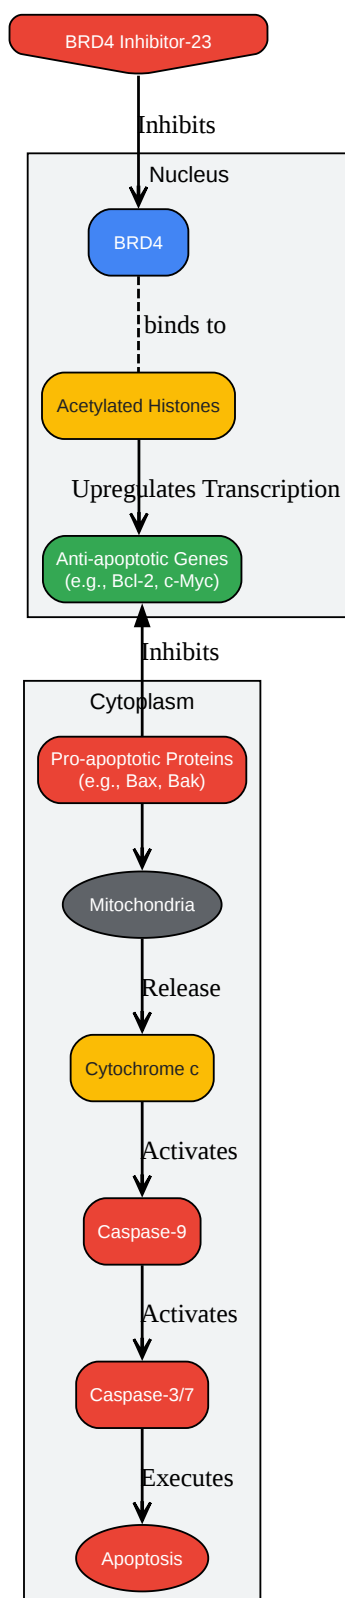 BRD4 Inhibitor-23
Inhibits
Nucleus
BRD4
binds to
Acetylated Histones
Upregulates Transcription
Anti-apoptotic Genes
(e.g., Bcl-2, c-Myc)
Inhibits
Cytoplasm
Pro-apoptotic Proteins
(e.g., Bax, Bak)
Mitochondria
Release
Cytochrome c
Activates
Caspase-9
Activates
Caspase-3/7
Executes
Apoptosis